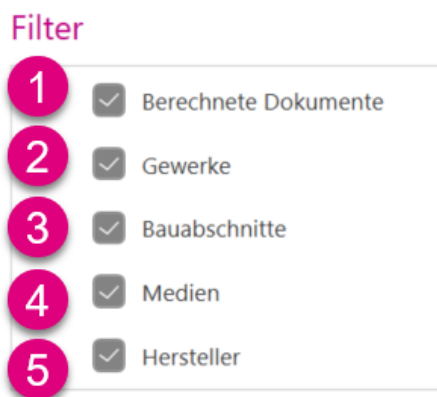 Filter
1 Berechnete Dokumente
2 Gewerke
3 Bauabschnitte
4 Medien
5 Hersteller